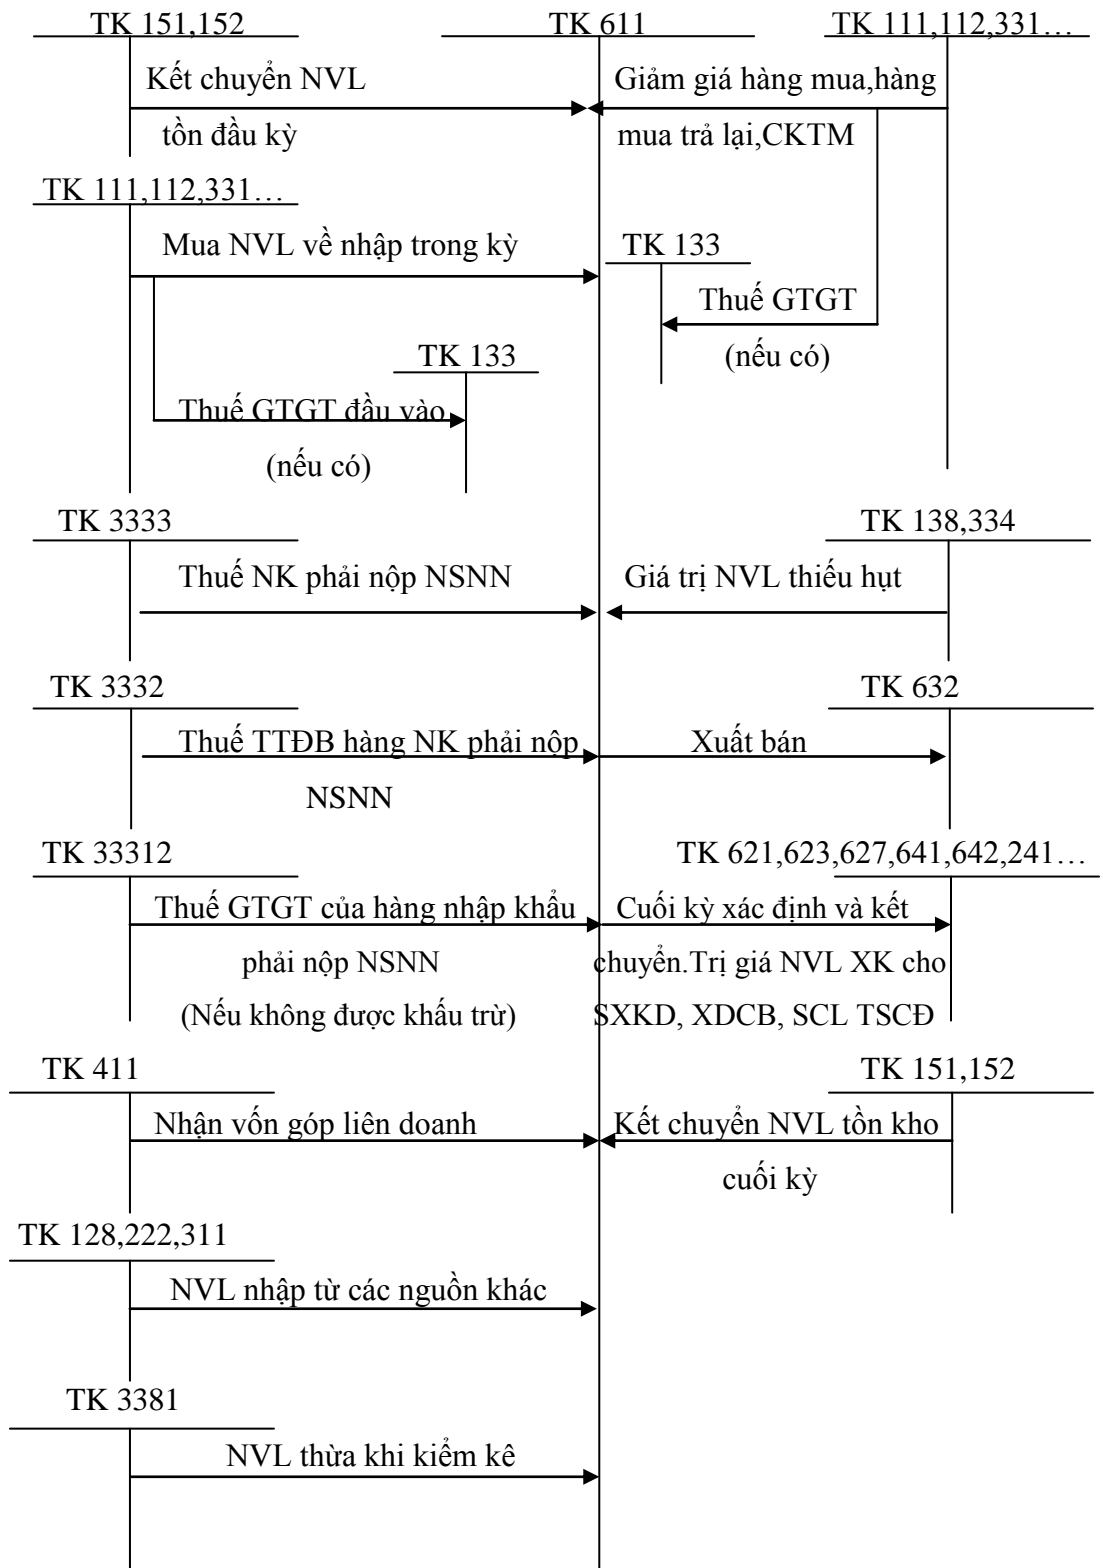 TK 151,152
TK 611
TK 111,112,331…
Kết chuyển NVL
Giảm giá hàng mua,hàng
tồn đầu kỳ
mua trả lại,CKTM
TK 111,112,331…
Mua NVL về nhập trong kỳ
TK 133
Thuế GTGT
(nếu có)
TK 133
Thuế GTGT đầu vào
(nếu có)
TK 3333
TK 138,334
Thuế NK phải nộp NSNN
Giá trị NVL thiếu hụt
TK 3332
TK 632
Thuế TTĐB hàng NK phải nộp
Xuất bán
NSNN
TK 33312
TK 621,623,627,641,642,241…
Thuế GTGT của hàng nhập khẩu
Cuối kỳ xác định và kết
phải nộp NSNN
chuyển.Trị giá NVL XK cho
(Nếu không được khấu trừ)
SXKD, XDCB, SCL TSCĐ
TK 411
TK 151,152
Nhận vốn góp liên doanh
Kết chuyển NVL tồn kho
cuối kỳ
TK 128,222,311
NVL nhập từ các nguồn khác
TK 3381
NVL thừa khi kiểm kê